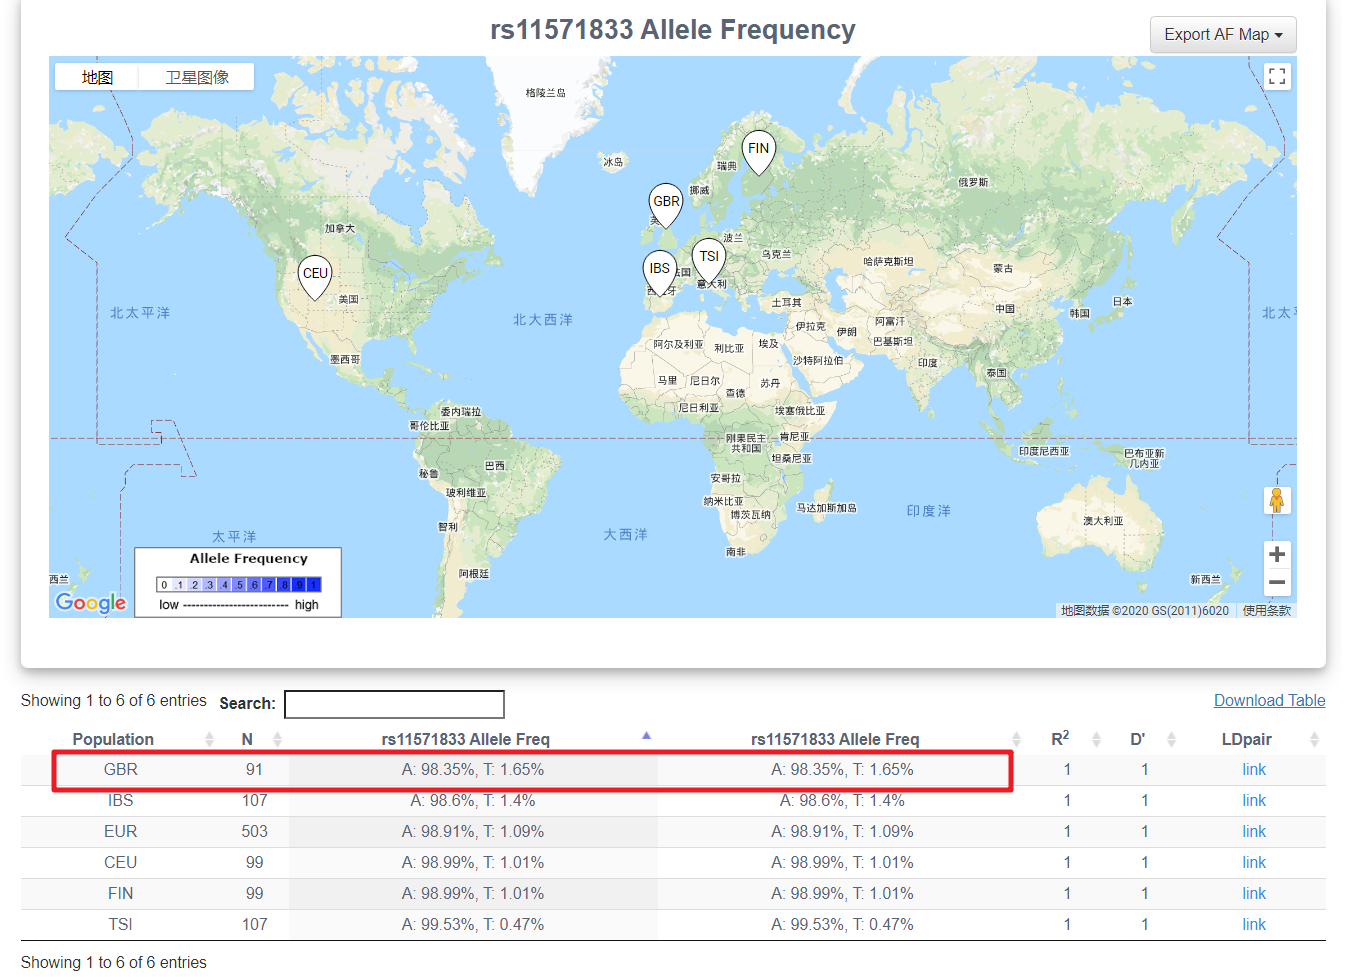 rs11571833 Allele Frequency
Export AF Map
地图 卫星图像
格陵兰岛
FIN
冰岛
瑞典
俄罗斯
挪威
GBR
英
加拿大
波兰
TSI
乌克兰
IBS
法国
哈萨克斯坦
蒙古
CEU
意大利
西班牙
美国
土耳其
日本
中国
韩国
北太平洋
北大西洋
北太平
伊拉克
伊朗
阿富汗
巴基斯坦
阿尔及利亚
利比亚
埃及
沙特阿拉伯
墨西哥
印度
泰国
马里
尼日尔
苏丹
查德
尼日利亚
埃塞俄比亚
委内瑞拉
哥伦比亚
刚果民主
共和国
肯尼亚
坦桑尼亚
印度尼西亚
巴布亚新
几内亚
秘鲁
巴西
玻利维亚
安哥拉
纳米比亚
博茨瓦纳
马达加斯加岛
印度洋
澳大利亚
智利
太平洋
大西洋
南非
阿根廷
西兰
新西兰
Allele Frequency
0 .1 .2 .3 .4 .5 .6 .7 .8 .9 1
low -------------------------- high
Google
地图数据 ©2020 GS(2011)6020 使用条款
Showing 1 to 6 of 6 entries Search:
Download Table
Population N rs11571833 Allele Freq rs11571833 Allele Freq R2 D' LDpair
GBR 91 A: 98.35%, T: 1.65% A: 98.35%, T: 1.65% 1 1 link
IBS 107 A: 98.6%, T: 1.4% A: 98.6%, T: 1.4% 1 1 link
EUR 503 A: 98.91%, T: 1.09% A: 98.91%, T: 1.09% 1 1 link
CEU 99 A: 98.99%, T: 1.01% A: 98.99%, T: 1.01% 1 1 link
FIN 99 A: 98.99%, T: 1.01% A: 98.99%, T: 1.01% 1 1 link
TSI 107 A: 99.53%, T: 0.47% A: 99.53%, T: 0.47% 1 1 link
Showing 1 to 6 of 6 entries